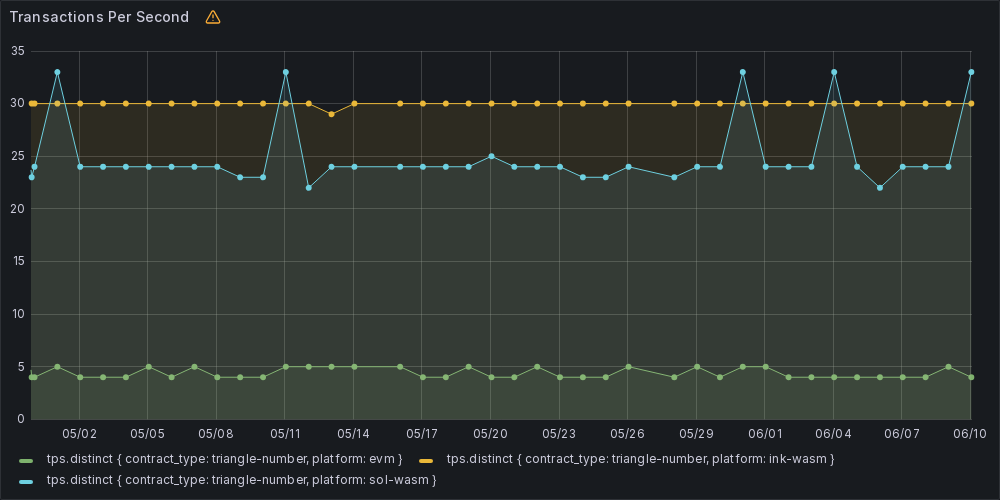 Transactions Per Second
35
30
25
20
15
10
5
0
05/02 05/05 05/08 05/11 05/14 05/17 05/20 05/23 05/26 05/29 06/01 06/04 06/07 06/10
tps.distinct { contract_type: triangle-number, platform: evm } tps.distinct { contract_type: triangle-number, platform: ink-wasm }
tps.distinct { contract_type: triangle-number, platform: sol-wasm }